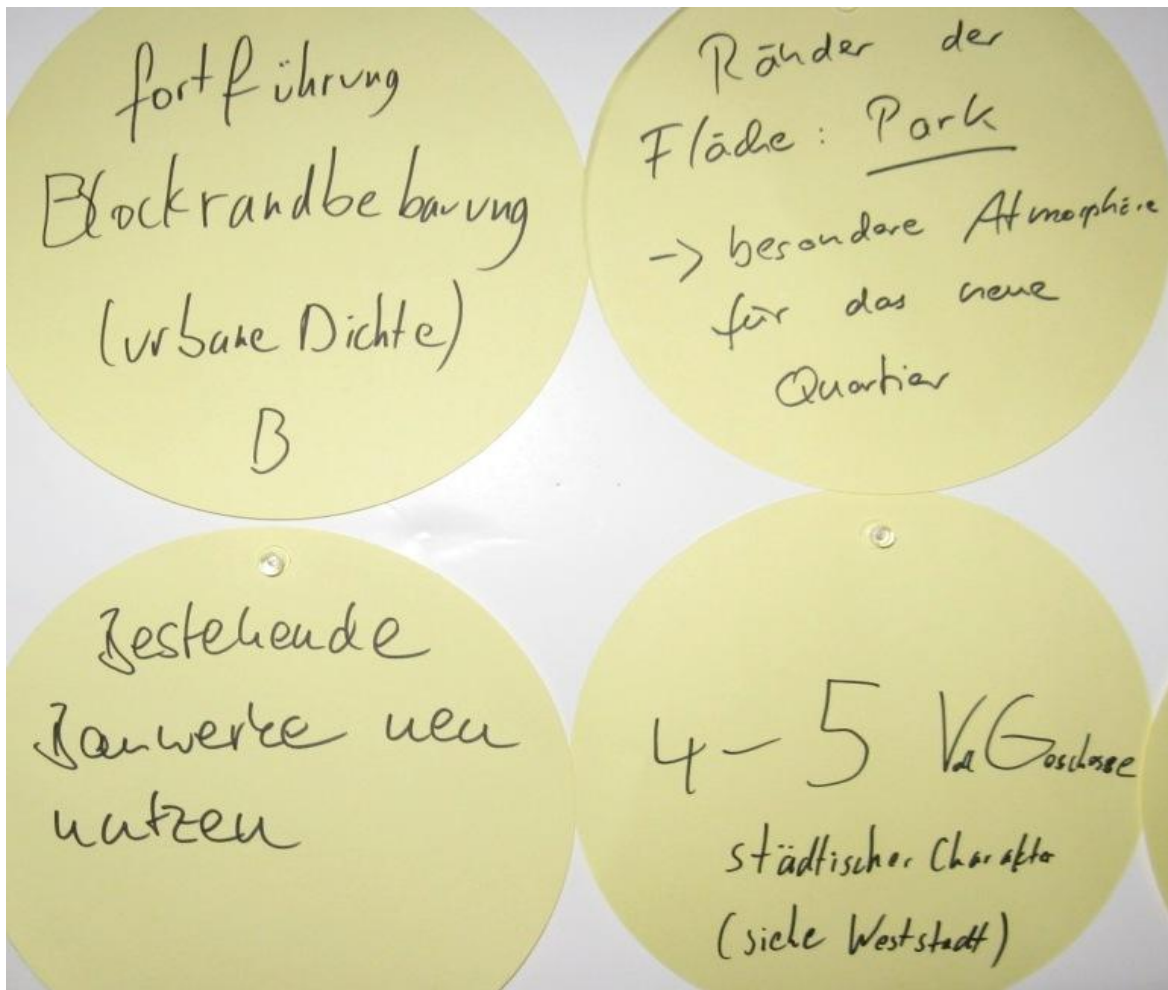 fortführung
Blockrandbebauung
(urbane Dichte)
B
Ränder der
Fläche: Park
-> besondere Atmosphäre
für das neue
Quartier
Bestehende
Bauwerke neu
nutzen
4-5 VollGeschosse
städtischer Charakter
(siehe Weststadt)